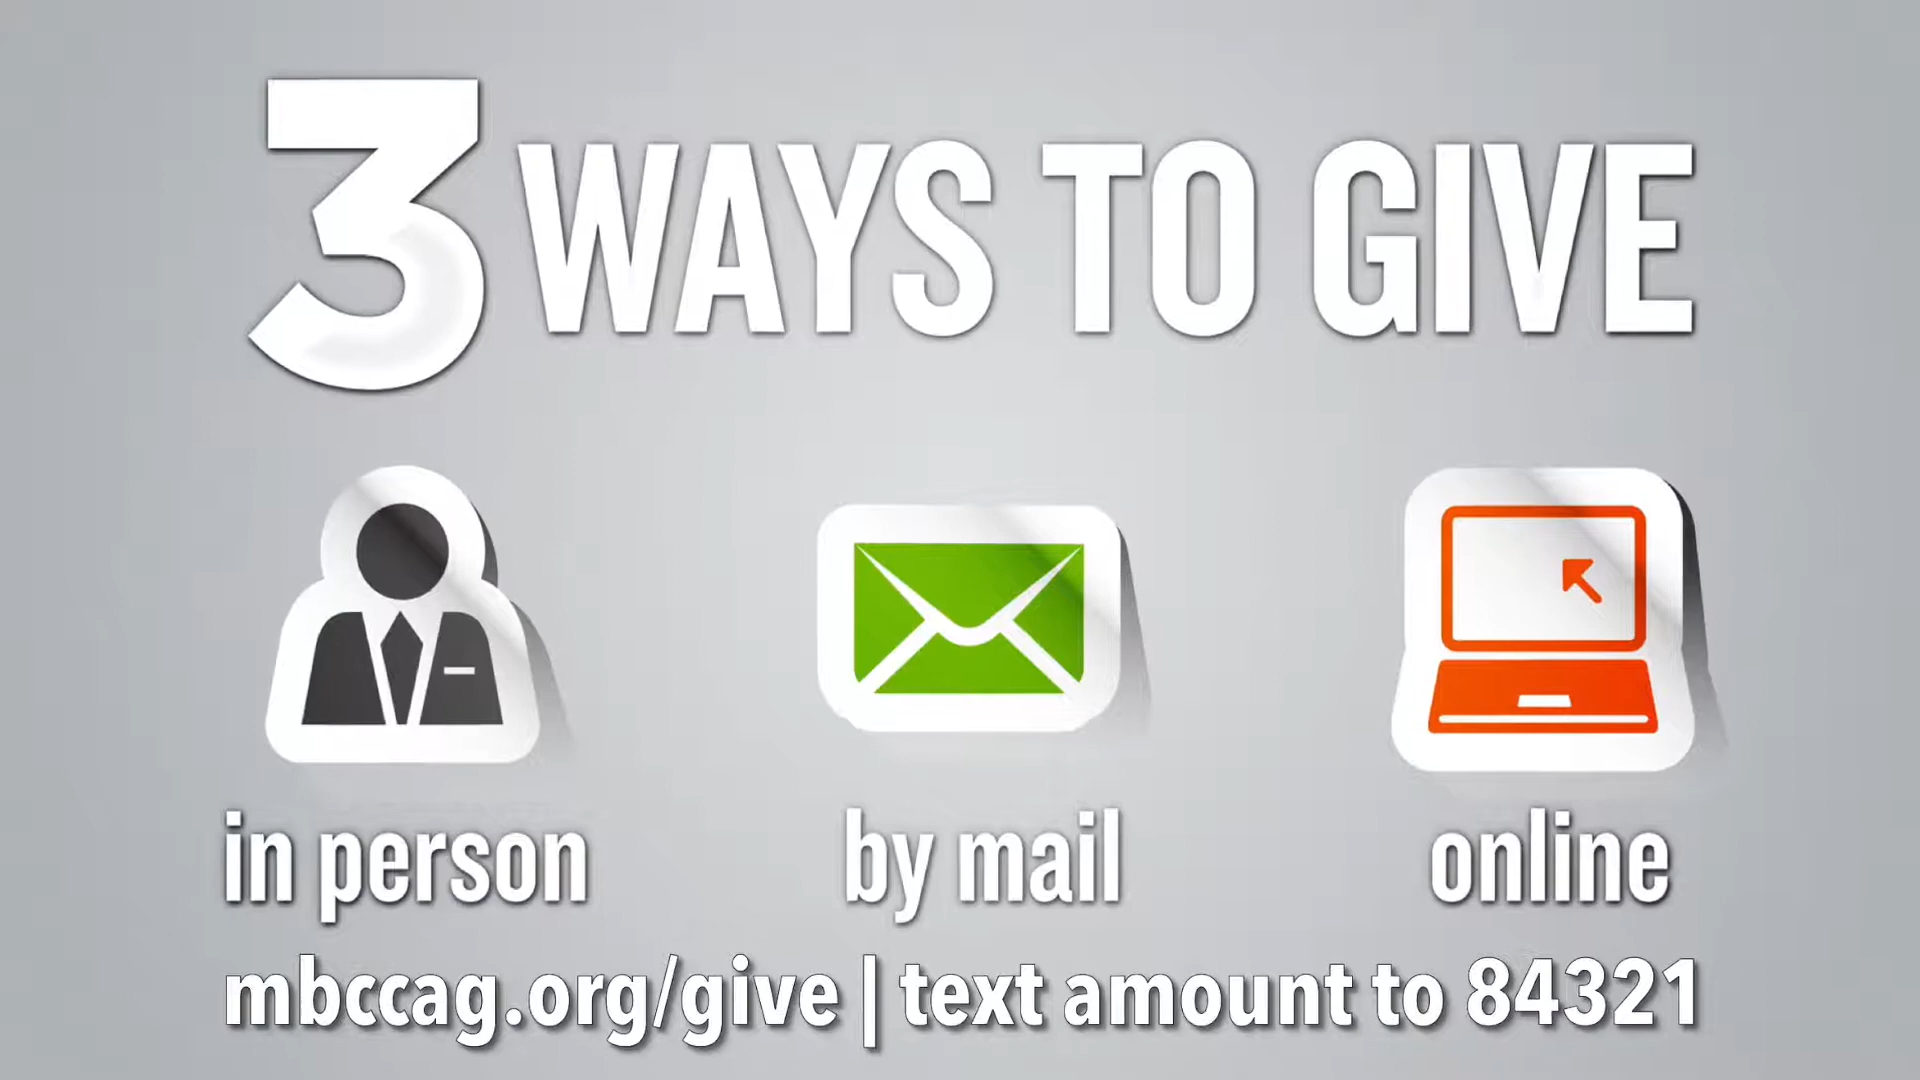 3 WAYS TO GIVE
in person
by mail
online
mbccag.org/give | text amount to 84321